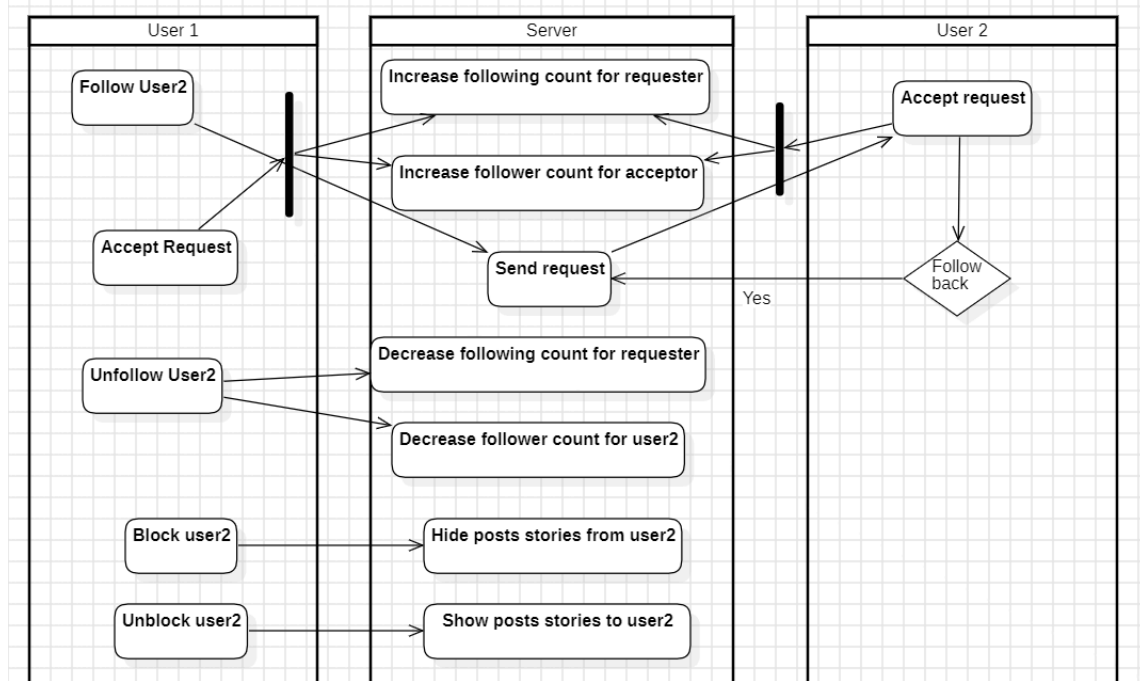 User 1
Server
User 2
Follow User2
Increase following count for requester
Accept request
Increase follower count for acceptor
Accept Request
Send request
Follow
back
Yes
Unfollow User2
Decrease following count for requester
Decrease follower count for user2
Block user2
Hide posts stories from user2
Unblock user2
Show posts stories to user2